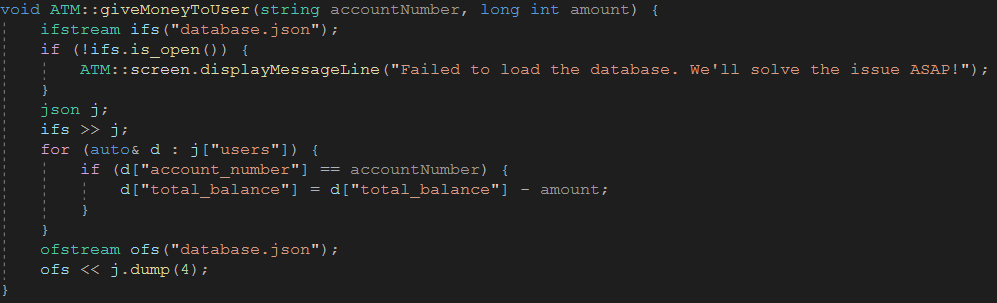 void ATM::giveMoneyToUser(string accountNumber, long int amount) {
    ifstream ifs("database.json");
    if (!ifs.is_open()) {
        ATM::screen.displayMessageLine("Failed to load the database. We'll solve the issue ASAP!");
    }
    json j;
    ifs >> j;
    for (auto& d : j["users"]) {
        if (d["account_number"] == accountNumber) {
            d["total_balance"] = d["total_balance"] - amount;
        }
    }
    ofstream ofs("database.json");
    ofs << j.dump(4);
}